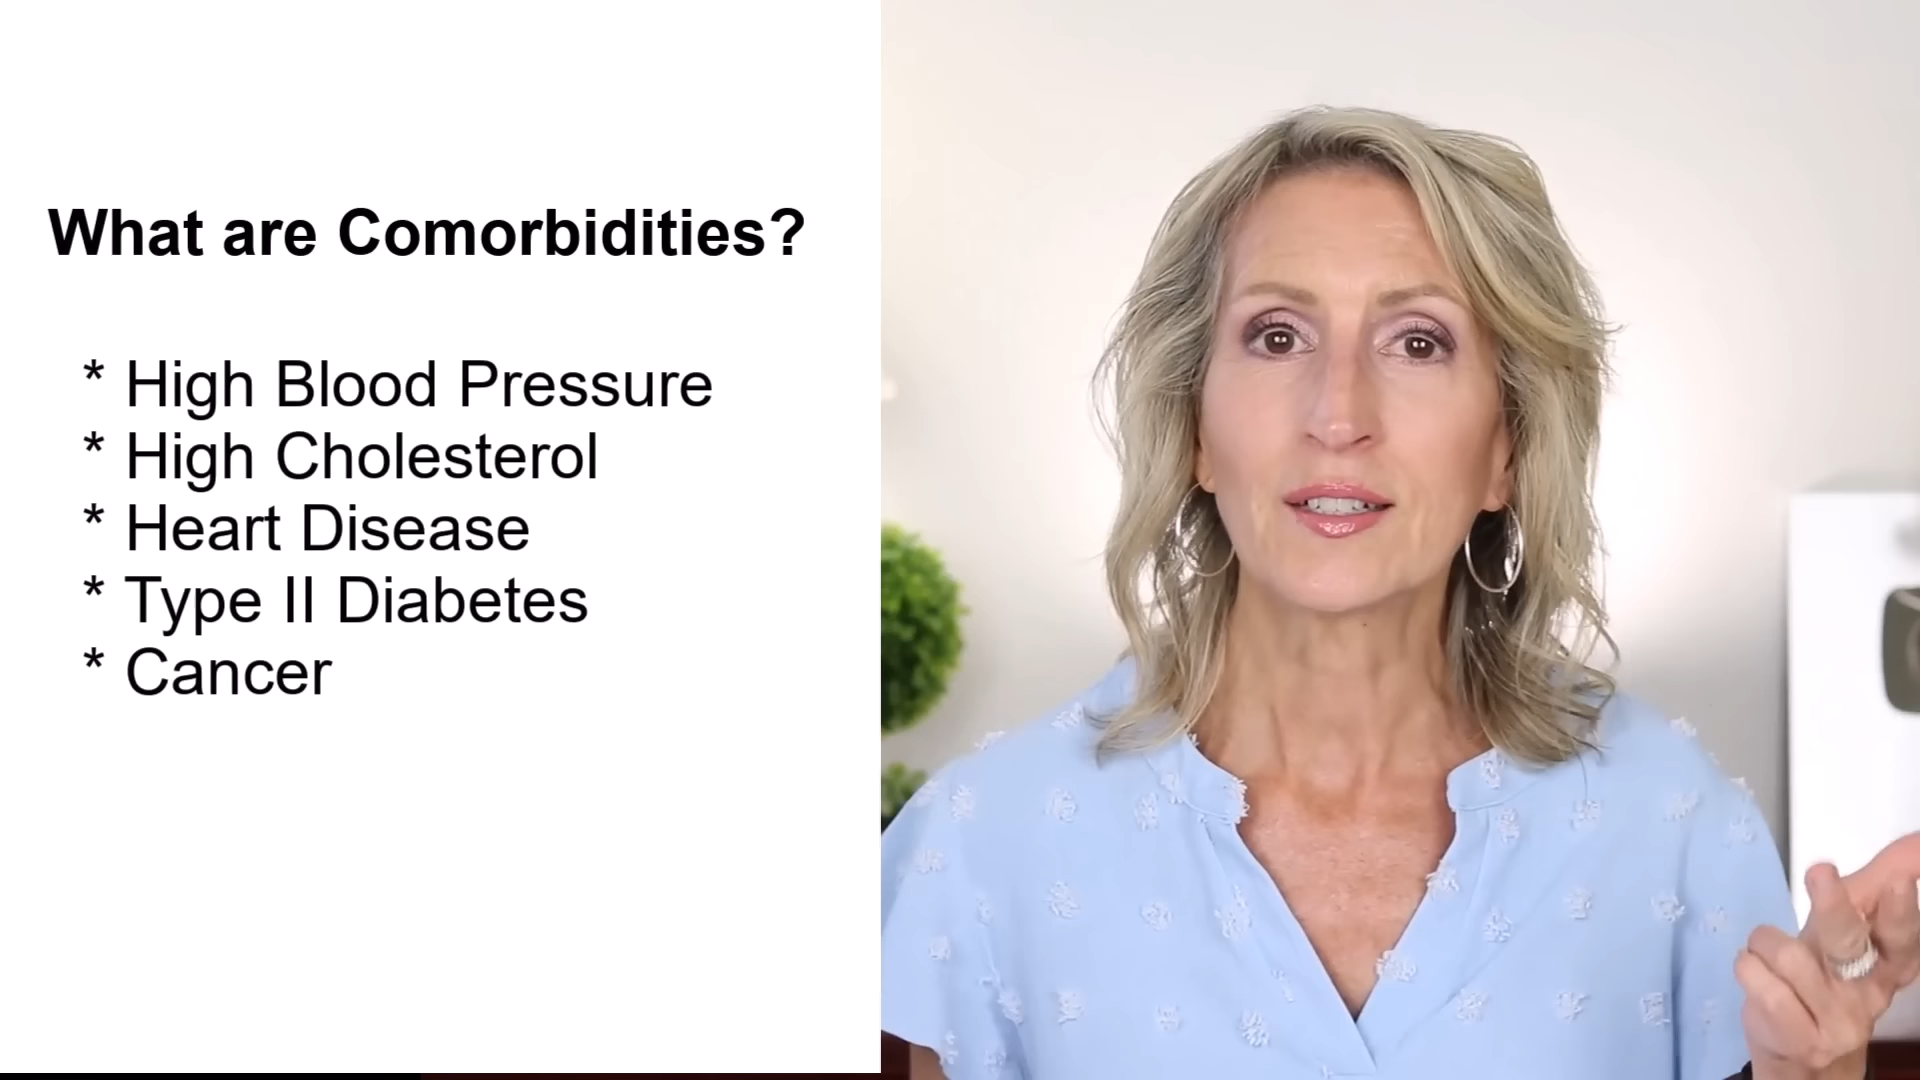 What are Comorbidities?
* High Blood Pressure
* High Cholesterol
* Heart Disease
* Type II Diabetes
* Cancer